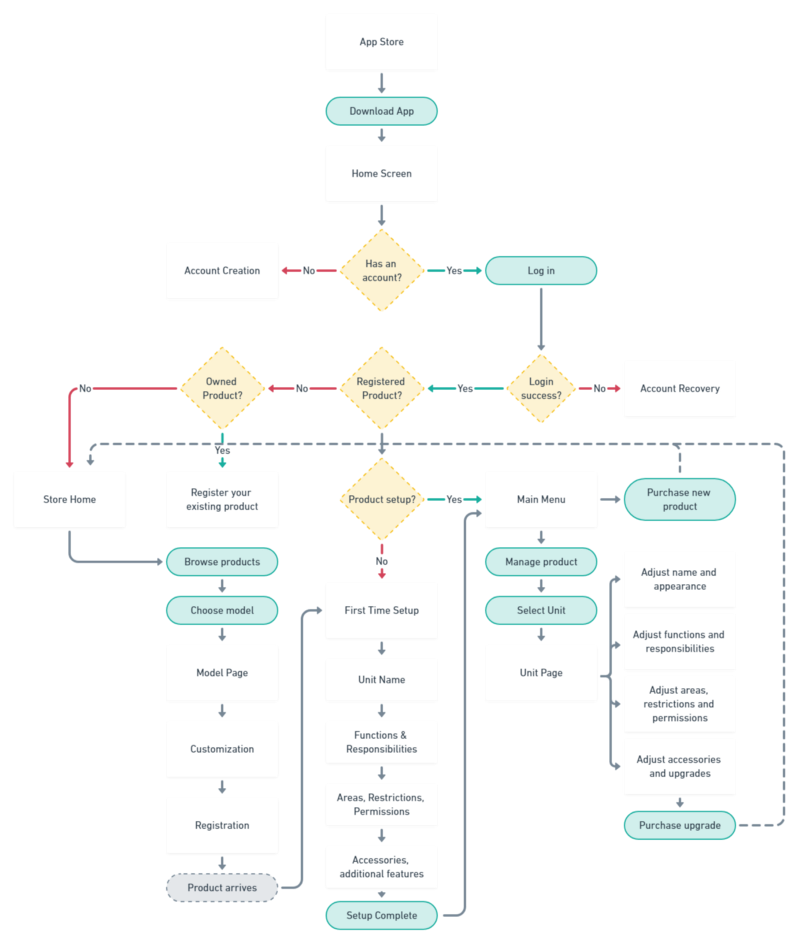 App Store
Download App
Home Screen
Has an
account?
No
Account Creation
Yes
Log in
Owned
Product?
No
No
Registered
Product?
Yes
Login
success?
No
Account Recovery
Yes
Store Home
Register your
existing product
Product setup?
Yes
Main Menu
Purchase new
product
No
Browse products
Manage product
Adjust name and
appearance
Choose model
First Time Setup
Select Unit
Adjust functions and
responsibilities
Model Page
Unit Name
Unit Page
Adjust areas,
restrictions and
permissions
Customization
Functions &
Responsibilities
Adjust accessories
and upgrades
Registration
Areas, Restrictions,
Permissions
Purchase upgrade
Product arrives
Accessories,
additional features
Setup Complete